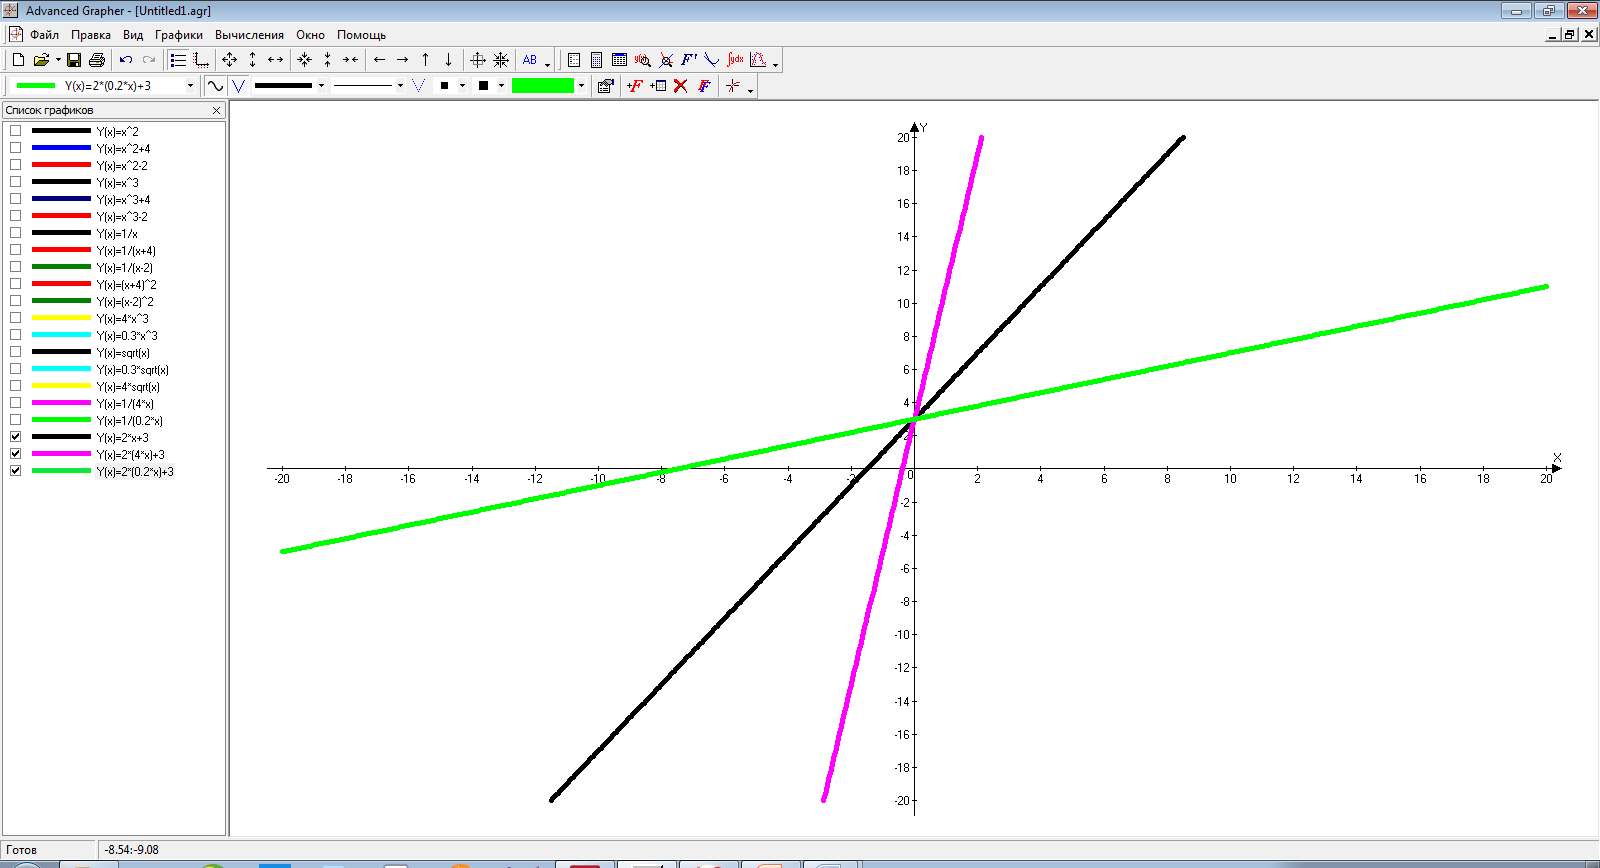 Advanced Grapher - [Untitled1.agr]
Файл Правка Вид Графики Вычисления Окно Помощь
AB F' ∫ydx
Y(x)=2*(0.2*x)+3 +F F
Список графиков
Y(x)=x^2
Y(x)=x^2+4
Y(x)=x^2-2
Y(x)=x^3
Y(x)=x^3+4
Y(x)=x^3-2
Y(x)=1/x
Y(x)=1/(x+4)
Y(x)=1/(x-2)
Y(x)=(x+4)^2
Y(x)=(x-2)^2
Y(x)=4*x^3
Y(x)=0.3*x^3
Y(x)=sqrt(x)
Y(x)=0.3*sqrt(x)
Y(x)=4*sqrt(x)
Y(x)=1/(4*x)
Y(x)=1/(0.2*x)
Y(x)=2*x+3
Y(x)=2*(4*x)+3
Y(x)=2*(0.2*x)+3
Y
20
18
16
14
12
10
8
6
4
2
X
-20 -18 -16 -14 -12 -10 -8 -6 -4 -2 0 2 4 6 8 10 12 14 16 18 20
-2
-4
-6
-8
-10
-12
-14
-16
-18
-20
Готов -8.54:-9.08